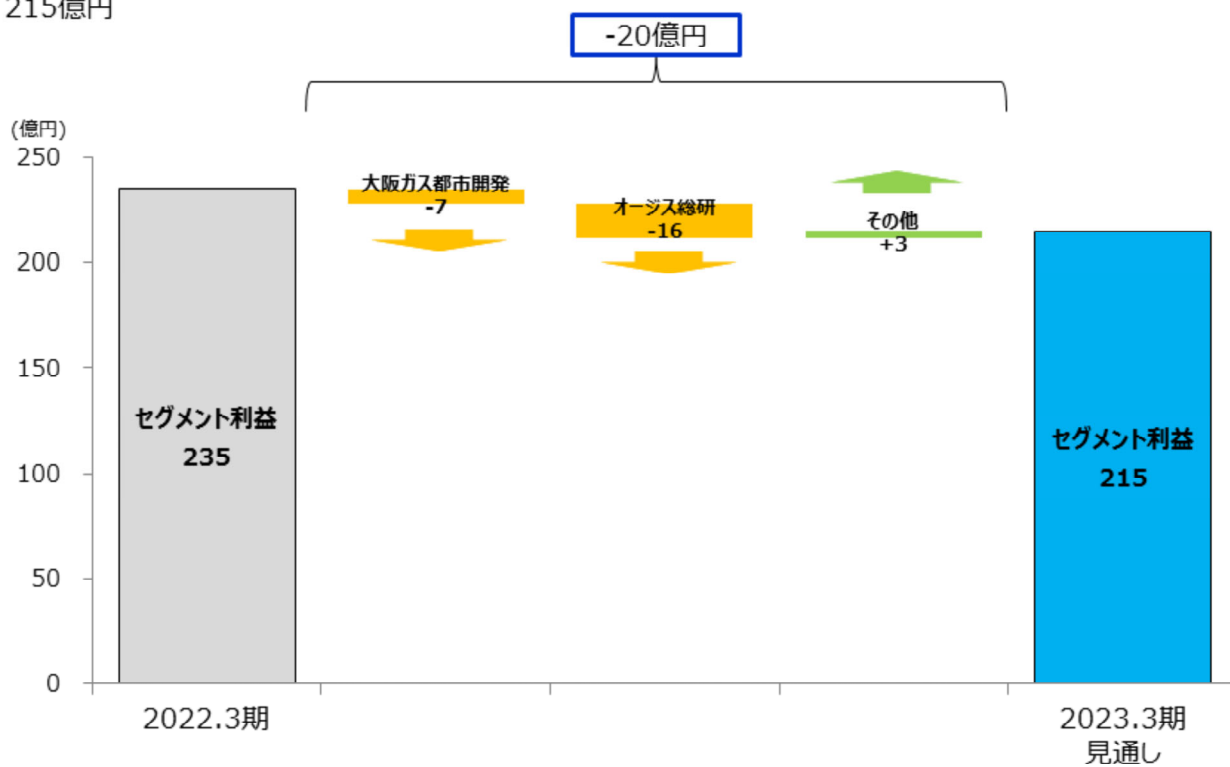 215億円
-20億円
(億円)
250
200
150
100
50
0
大阪ガス都市開発
-7
オージス総研
-16
その他
+3
セグメント利益
235
セグメント利益
215
2022.3期
2023.3期
見通し